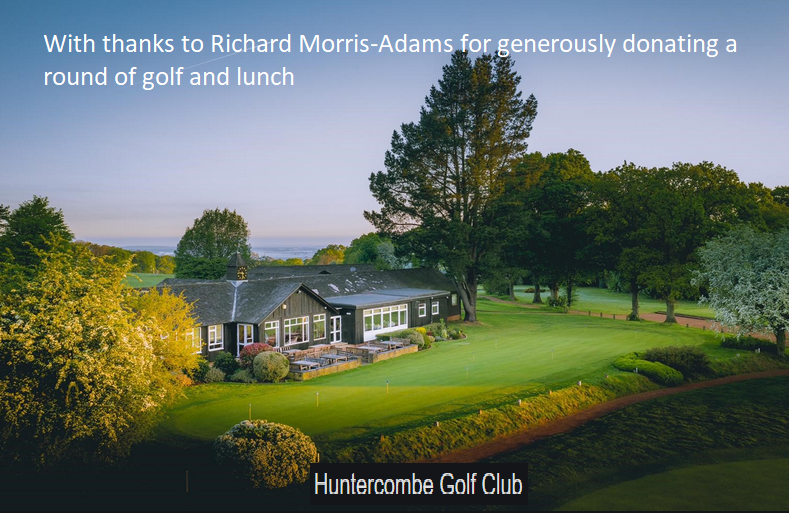 With thanks to Richard Morris-Adams for generously donating a
round of golf and lunch
Huntercombe Golf Club